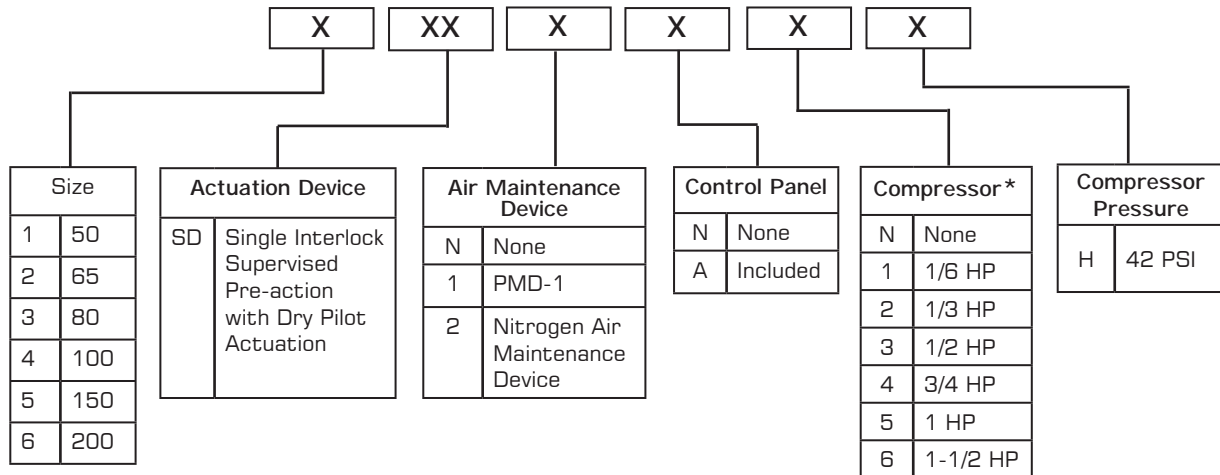 X XX X X X X
Size
1 50
2 65
3 80
4 100
5 150
6 200
Actuation Device
SD Single Interlock
Supervised
Pre-action
with Dry Pilot
Actuation
Air Maintenance
Device
N None
1 PMD-1
2 Nitrogen Air
Maintenance
Device
Control Panel
N None
A Included
Compressor*
N None
1 1/6 HP
2 1/3 HP
3 1/2 HP
4 3/4 HP
5 1 HP
6 1-1/2 HP
Compressor
Pressure
H 42 PSI